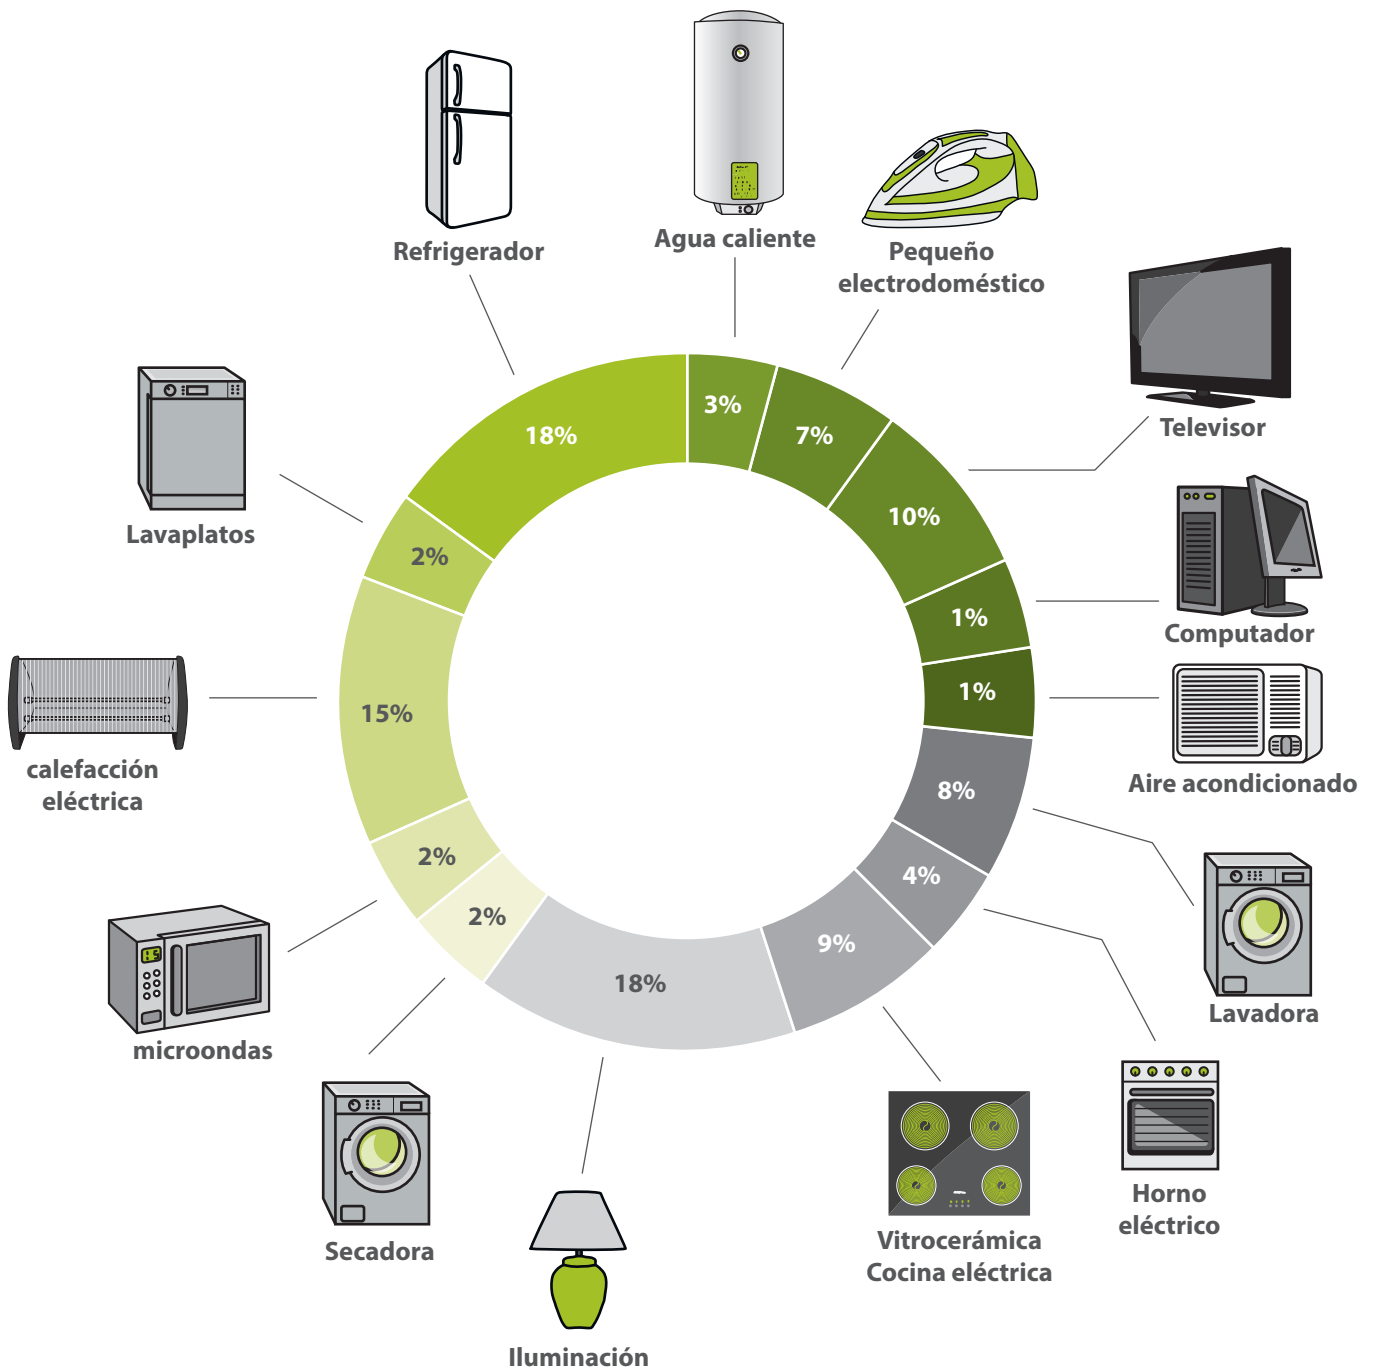 Refrigerador
Agua caliente
Pequeño
electrodoméstico
Televisor
Computador
Aire acondicionado
Lavadora
Horno
eléctrico
Vitrocerámica
Cocina eléctrica
Iluminación
Secadora
microondas
calefacción
eléctrica
Lavaplatos
18%
3%
7%
10%
1%
1%
8%
4%
9%
18%
2%
2%
15%
2%